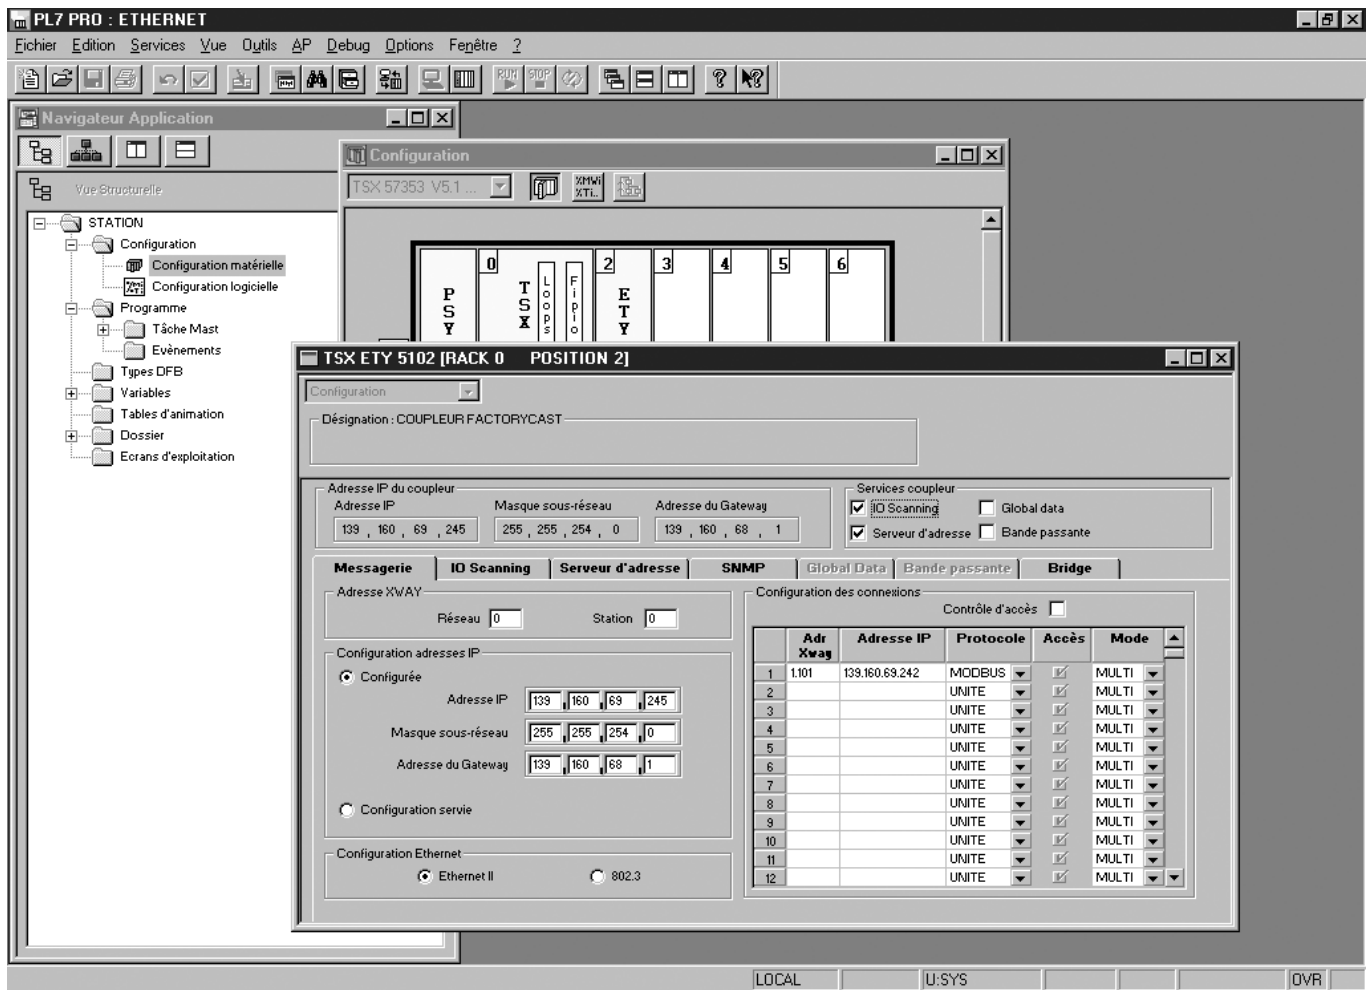 PL7 PRO : ETHERNET
Fichier Edition Services Vue Outils AP Debug Options Fenêtre ?
RUN STOP
Navigateur Application
Vue Structurelle
STATION
Configuration
Configuration matérielle
Configuration logicielle
Programme
Tâche Mast
Evènements
Types DFB
Variables
Tables d'animation
Dossier
Ecrans d'exploitation
Configuration
TSX 57353 V5.1 ...
%MWi
%Ti..
0 2 3 4 5 6
PSY
TSX
Loops
Fipio
ETY
TSX ETY 5102 [RACK 0 POSITION 2]
Configuration
Désignation : COUPLEUR FACTORYCAST
Adresse IP du coupleur
Adresse IP Masque sous-réseau Adresse du Gateway
139 , 160 , 69 , 245 255 , 255 , 254 , 0 139 , 160 , 68 , 1
Services coupleur
IO Scanning Global data
Serveur d'adresse Bande passante
Messagerie IO Scanning Serveur d'adresse SNMP Global Data Bande passante Bridge
Adresse XWAY
Réseau 0 Station 0
Configuration adresses IP
Configurée
Adresse IP 139 , 160 , 69 , 245
Masque sous-réseau 255 , 255 , 254 , 0
Adresse du Gateway 139 , 160 , 68 , 1
Configuration servie
Configuration Ethernet
Ethernet II 802.3
Configuration des connexions
Contrôle d'accès
Adr Xway Adresse IP Protocole Accès Mode
1 1.101 139.160.69.242 MODBUS MULTI
2 UNITE MULTI
3 UNITE MULTI
4 UNITE MULTI
5 UNITE MULTI
6 UNITE MULTI
7 UNITE MULTI
8 UNITE MULTI
9 UNITE MULTI
10 UNITE MULTI
11 UNITE MULTI
12 UNITE MULTI
LOCAL U:SYS OVR